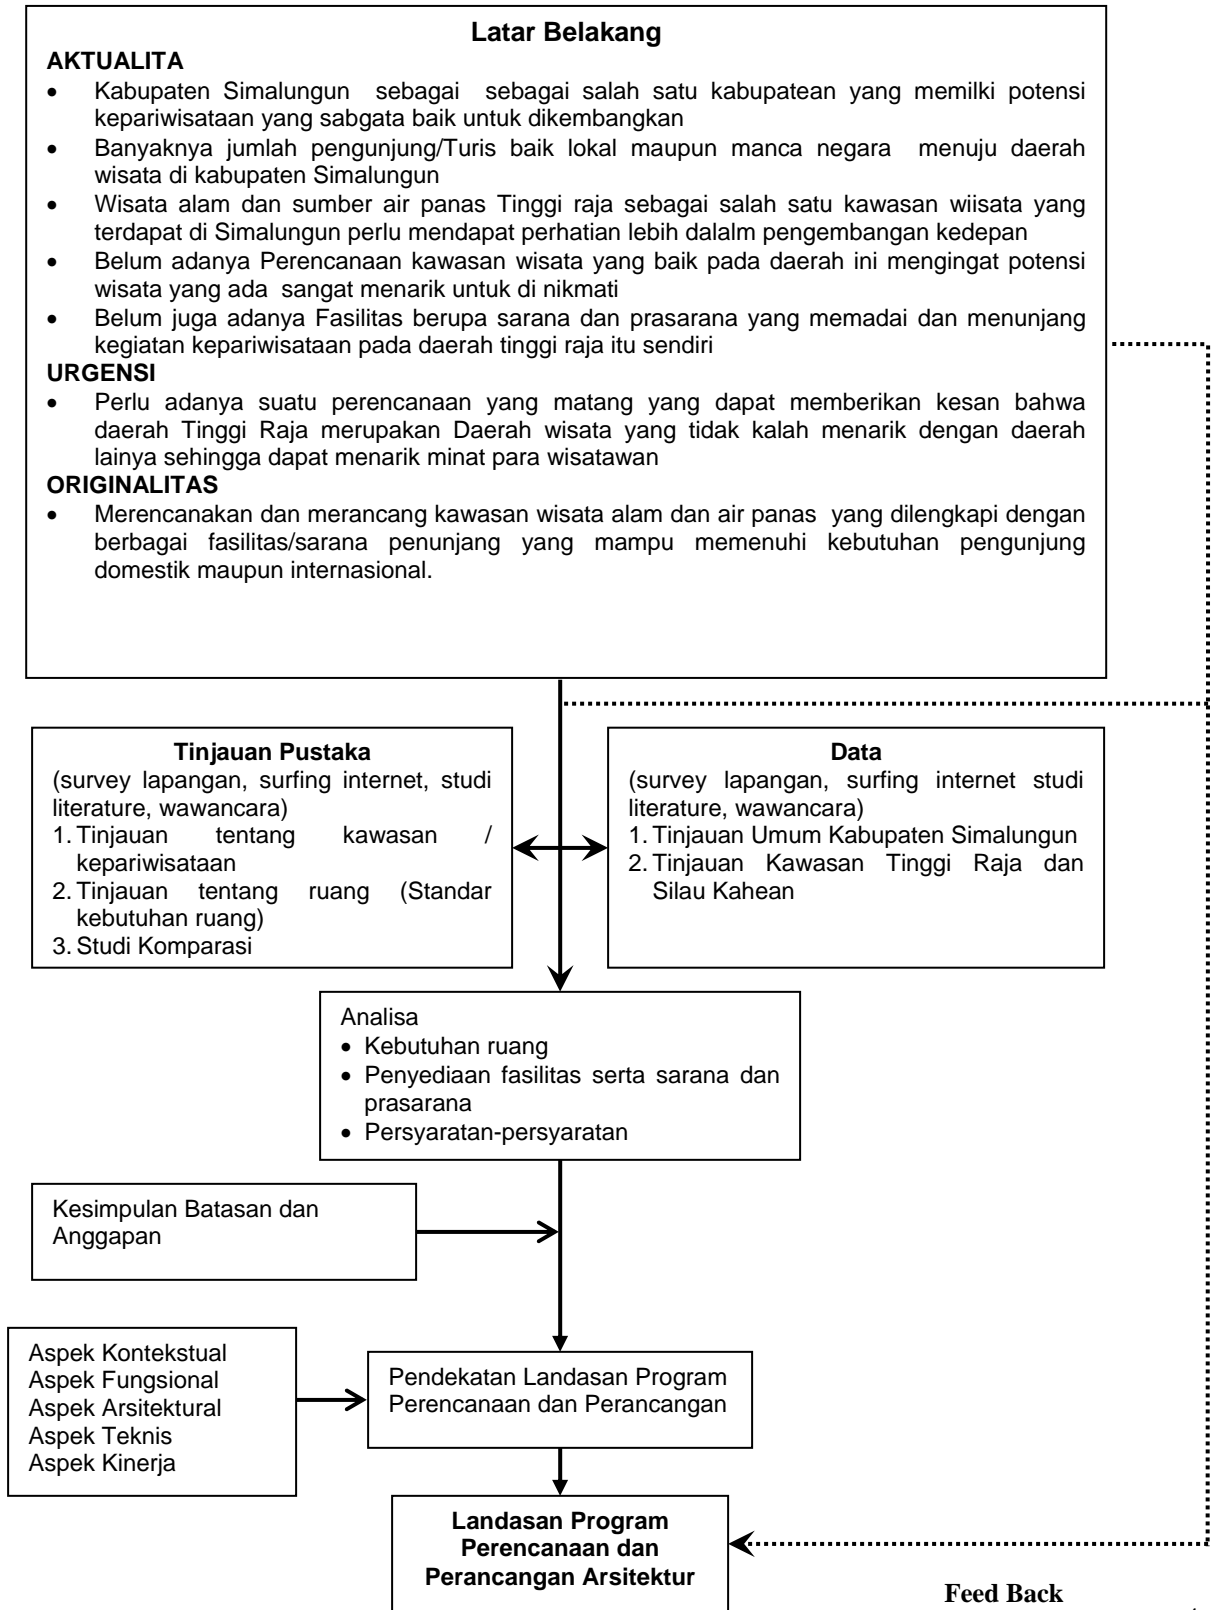 Latar Belakang
AKTUALITA
• Kabupaten Simalungun sebagai sebagai salah satu kabupatean yang memilki potensi
kepariwisataan yang sabgata baik untuk dikembangkan
• Banyaknya jumlah pengunjung/Turis baik lokal maupun manca negara menuju daerah
wisata di kabupaten Simalungun
• Wisata alam dan sumber air panas Tinggi raja sebagai salah satu kawasan wiisata yang
terdapat di Simalungun perlu mendapat perhatian lebih dalalm pengembangan kedepan
• Belum adanya Perencanaan kawasan wisata yang baik pada daerah ini mengingat potensi
wisata yang ada sangat menarik untuk di nikmati
• Belum juga adanya Fasilitas berupa sarana dan prasarana yang memadai dan menunjang
kegiatan kepariwisataan pada daerah tinggi raja itu sendiri
URGENSI
• Perlu adanya suatu perencanaan yang matang yang dapat memberikan kesan bahwa
daerah Tinggi Raja merupakan Daerah wisata yang tidak kalah menarik dengan daerah
lainya sehingga dapat menarik minat para wisatawan
ORIGINALITAS
• Merencanakan dan merancang kawasan wisata alam dan air panas yang dilengkapi dengan
berbagai fasilitas/sarana penunjang yang mampu memenuhi kebutuhan pengunjung
domestik maupun internasional.
Tinjauan Pustaka
(survey lapangan, surfing internet, studi
literature, wawancara)
1. Tinjauan tentang kawasan /
kepariwisataan
2. Tinjauan tentang ruang (Standar
kebutuhan ruang)
3. Studi Komparasi
Data
(survey lapangan, surfing internet studi
literature, wawancara)
1. Tinjauan Umum Kabupaten Simalungun
2. Tinjauan Kawasan Tinggi Raja dan
Silau Kahean
Analisa
• Kebutuhan ruang
• Penyediaan fasilitas serta sarana dan
prasarana
• Persyaratan-persyaratan
Kesimpulan Batasan dan
Anggapan
Aspek Kontekstual
Aspek Fungsional
Aspek Arsitektural
Aspek Teknis
Aspek Kinerja
Pendekatan Landasan Program
Perencanaan dan Perancangan
Landasan Program
Perencanaan dan
Perancangan Arsitektur
Feed Back